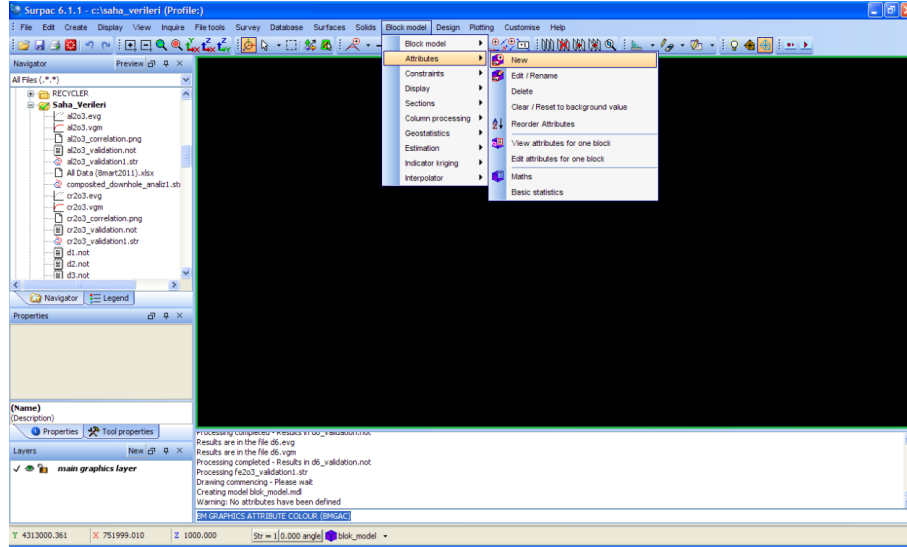 Surpac 6.1.1 - c:\saha_verileri (Profile:)
File Edit Create Display View Inquire File tools Survey Database Surfaces Solids Block model Design Plotting Customise Help
Navigator Preview
All Files (*.*)
RECYCLER
Saha_Verileri
al2o3.evg
al2o3.vgm
al2o3_correlation.png
al2o3_validation.not
al2o3_validation1.str
All Data (8mart2011).xlsx
composited_downhole_analiz1.str
cr2o3.evg
cr2o3.vgm
cr2o3_correlation.png
cr2o3_validation.not
cr2o3_validation1.str
d1.not
d2.not
d3.not
Navigator Legend
Properties
(Name)
(Description)
Properties Tool properties
Layers New
main graphics layer
Block model
Attributes
Constraints
Display
Sections
Column processing
Geostatistics
Estimation
Indicator kriging
Interpolator
New
Edit / Rename
Delete
Clear / Reset to background value
Reorder Attributes
View attributes for one block
Edit attributes for one block
Maths
Basic statistics
Processing completed - Results in d6_validation.not
Results are in the file d6.evg
Results are in the file d6.vgm
Processing completed - Results in d6_validation.not
Processing fe2o3_validation1.str
Drawing commencing - Please wait
Creating model blok_model.mdl
Warning: No attributes have been defined
BM GRAPHICS ATTRIBUTE COLOUR (BMGAC)
Y 4313000.361 X 751999.010 Z 1000.000 Str = 1 0.000 angle blok_model